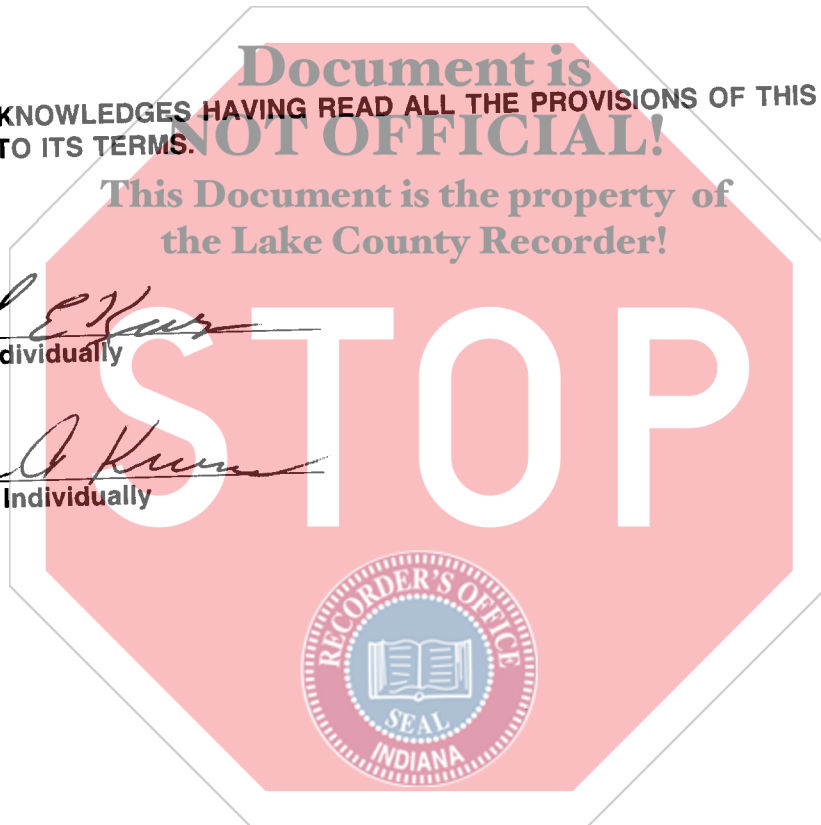 Document is
KNOWLEDGES HAVING READ ALL THE PROVISIONS OF THIS
TO ITS TERMS.
NOT OFFICIAL!
This Document is the property of
the Lake County Recorder!
dividually
Individually
STOP
RECORDER'S OFFICE
SEAL
INDIANA